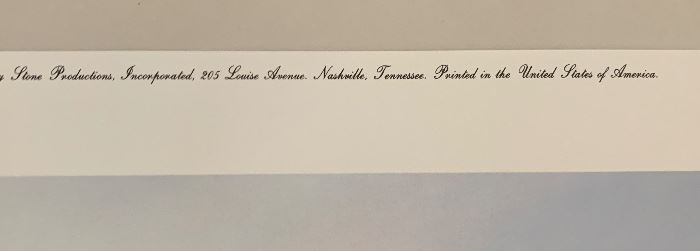 Stone Productions, Incorporated, 205 Louise Avenue. Nashville, Tennessee. Printed in the United States of America.